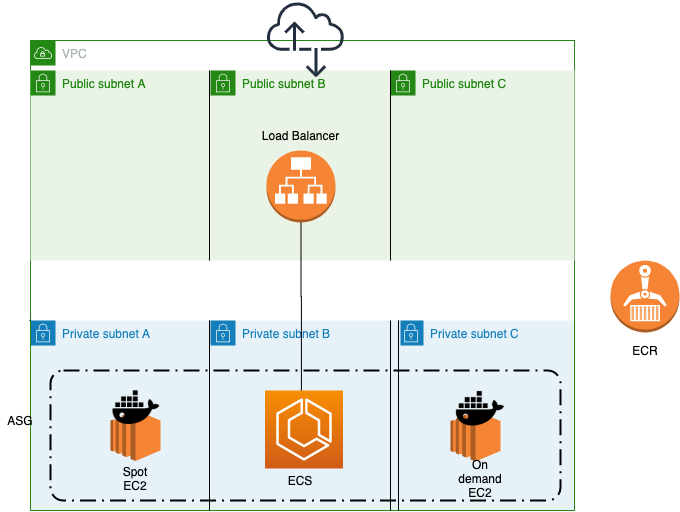 VPC
Public subnet A
Public subnet B
Public subnet C
Load Balancer
ECR
Private subnet A
Private subnet B
Private subnet C
ASG
Spot
EC2
ECS
On
demand
EC2